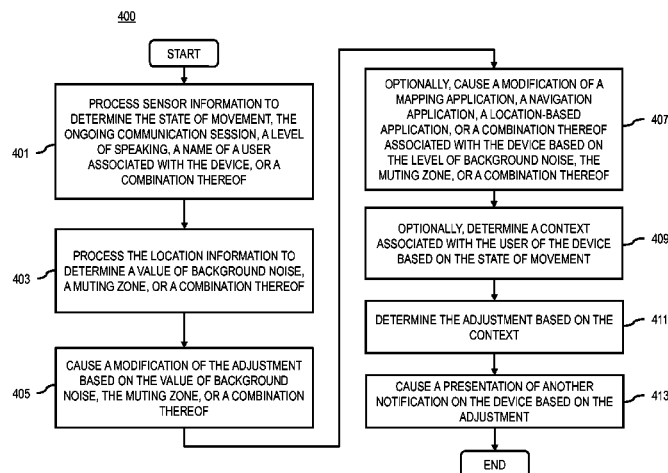 400
START
PROCESS SENSOR INFORMATION TO
DETERMINE THE STATE OF MOVEMENT, THE
ONGOING COMMUNICATION SESSION, A LEVEL
OF SPEAKING, A NAME OF A USER
ASSOCIATED WITH THE DEVICE, OR A
COMBINATION THEREOF
401
PROCESS THE LOCATION INFORMATION TO
DETERMINE A VALUE OF BACKGROUND NOISE,
A MUTING ZONE, OR A COMBINATION THEREOF
403
CAUSE A MODIFICATION OF THE ADJUSTMENT
BASED ON THE VALUE OF BACKGROUND
NOISE, THE MUTING ZONE, OR A COMBINATION
THEREOF
405
OPTIONALLY, CAUSE A MODIFICATION OF A
MAPPING APPLICATION, A NAVIGATION
APPLICATION, A LOCATION-BASED
APPLICATION, OR A COMBINATION THEREOF
ASSOCIATED WITH THE DEVICE BASED ON
THE LEVEL OF BACKGROUND NOISE, THE
MUTING ZONE, OR A COMBINATION THEREOF
407
OPTIONALLY, DETERMINE A CONTEXT
ASSOCIATED WITH THE USER OF THE DEVICE
BASED ON THE STATE OF MOVEMENT
409
DETERMINE THE ADJUSTMENT BASED ON THE
CONTEXT
411
CAUSE A PRESENTATION OF ANOTHER
NOTIFICATION ON THE DEVICE BASED ON THE
ADJUSTMENT
413
END